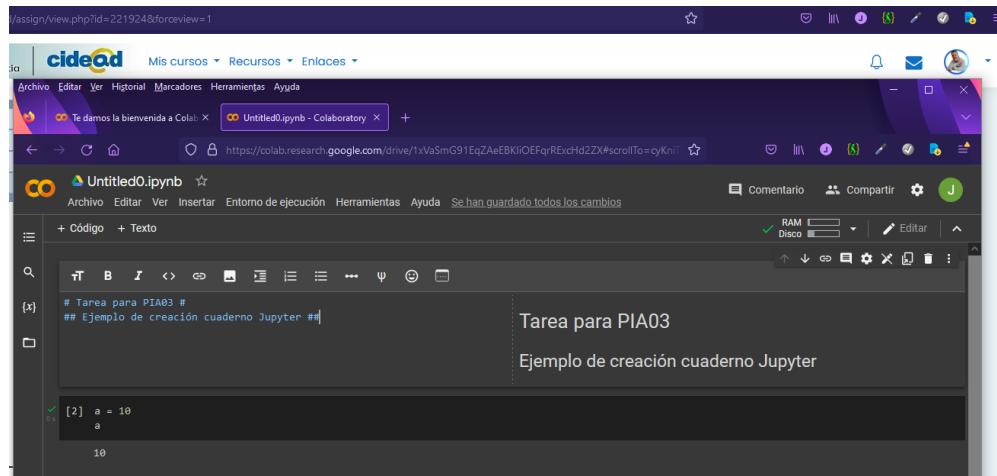 /assign/view.php?id=221924&forceview=1
cidead Mis cursos Recursos Enlaces
Archivo Editar Ver Historial Marcadores Herramientas Ayuda
Te damos la bienvenida a Colab Untitled0.ipynb - Colaboratory
https://colab.research.google.com/drive/
Untitled0.ipynb
Comentario Compartir J
Archivo Editar Ver Insertar Entorno de ejecución Herramientas Ayuda Se han guardado todos los cambios
+ Código + Texto
RAM
Disco
Editar
# Tarea para PIA03 #
## Ejemplo de creación cuaderno Jupyter ##
Tarea para PIA03
Ejemplo de creación cuaderno Jupyter
[2] a = 10
a
0 s
10